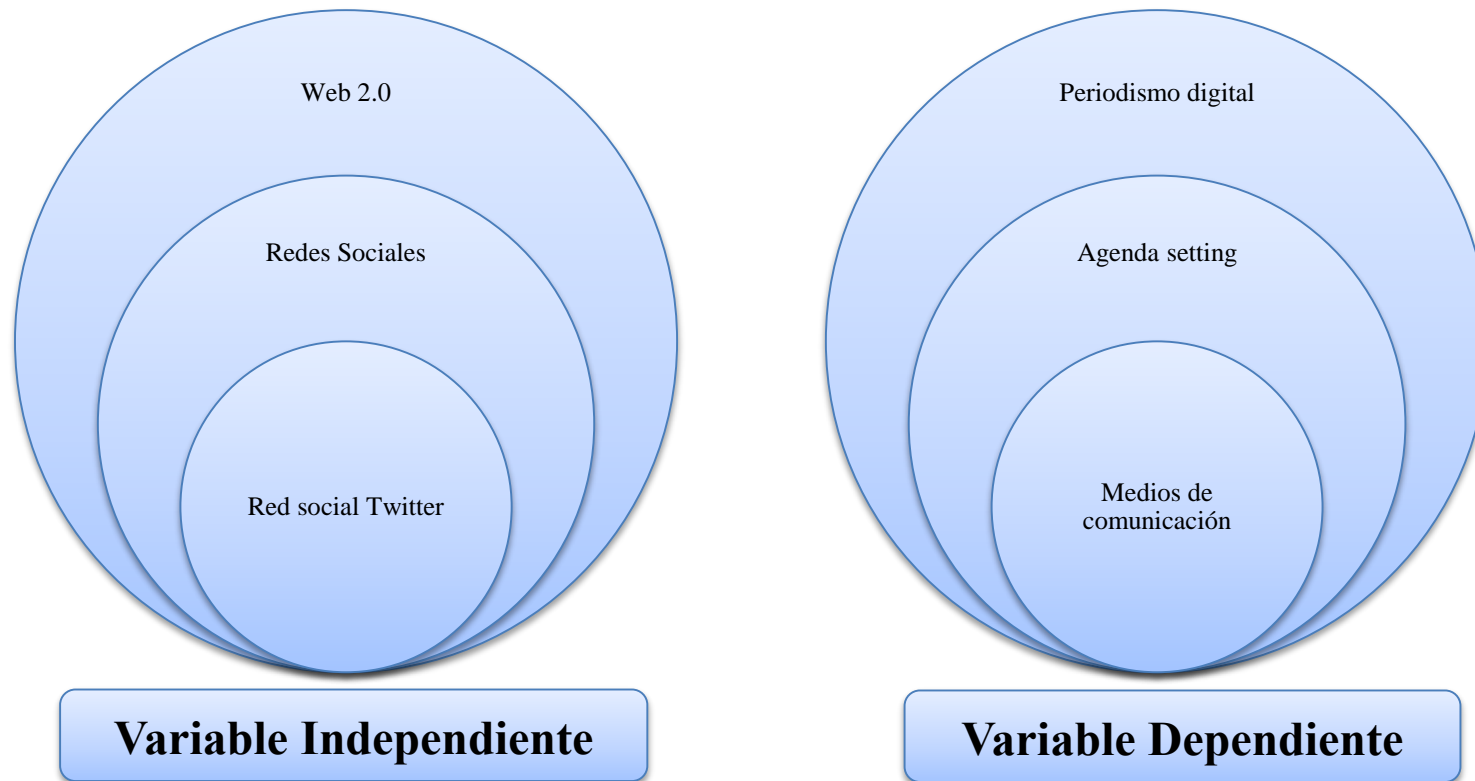 Web 2.0
Redes Sociales
Red social Twitter
Variable Independiente
Periodismo digital
Agenda setting
Medios de
comunicación
Variable Dependiente